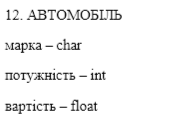 12. АВТОМОБІЛЬ
марка – char
потужність – int
вартість – float